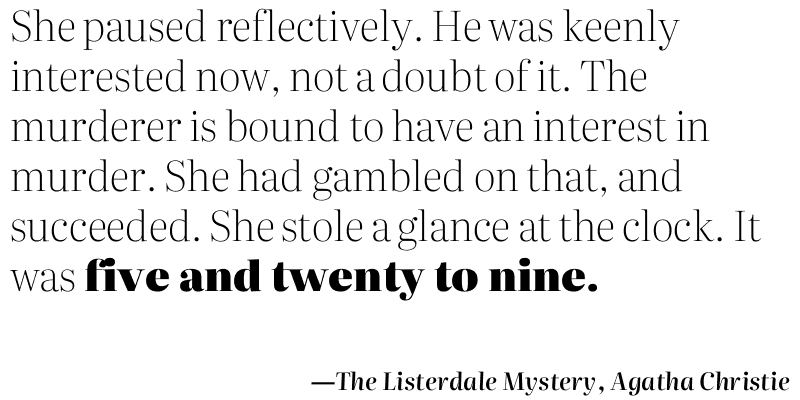 She paused reflectively. He was keenly
interested now, not a doubt of it. The
murderer is bound to have an interest in
murder. She had gambled on that, and
succeeded. She stole a glance at the clock. It
was five and twenty to nine.
—The Listerdale Mystery, Agatha Christie